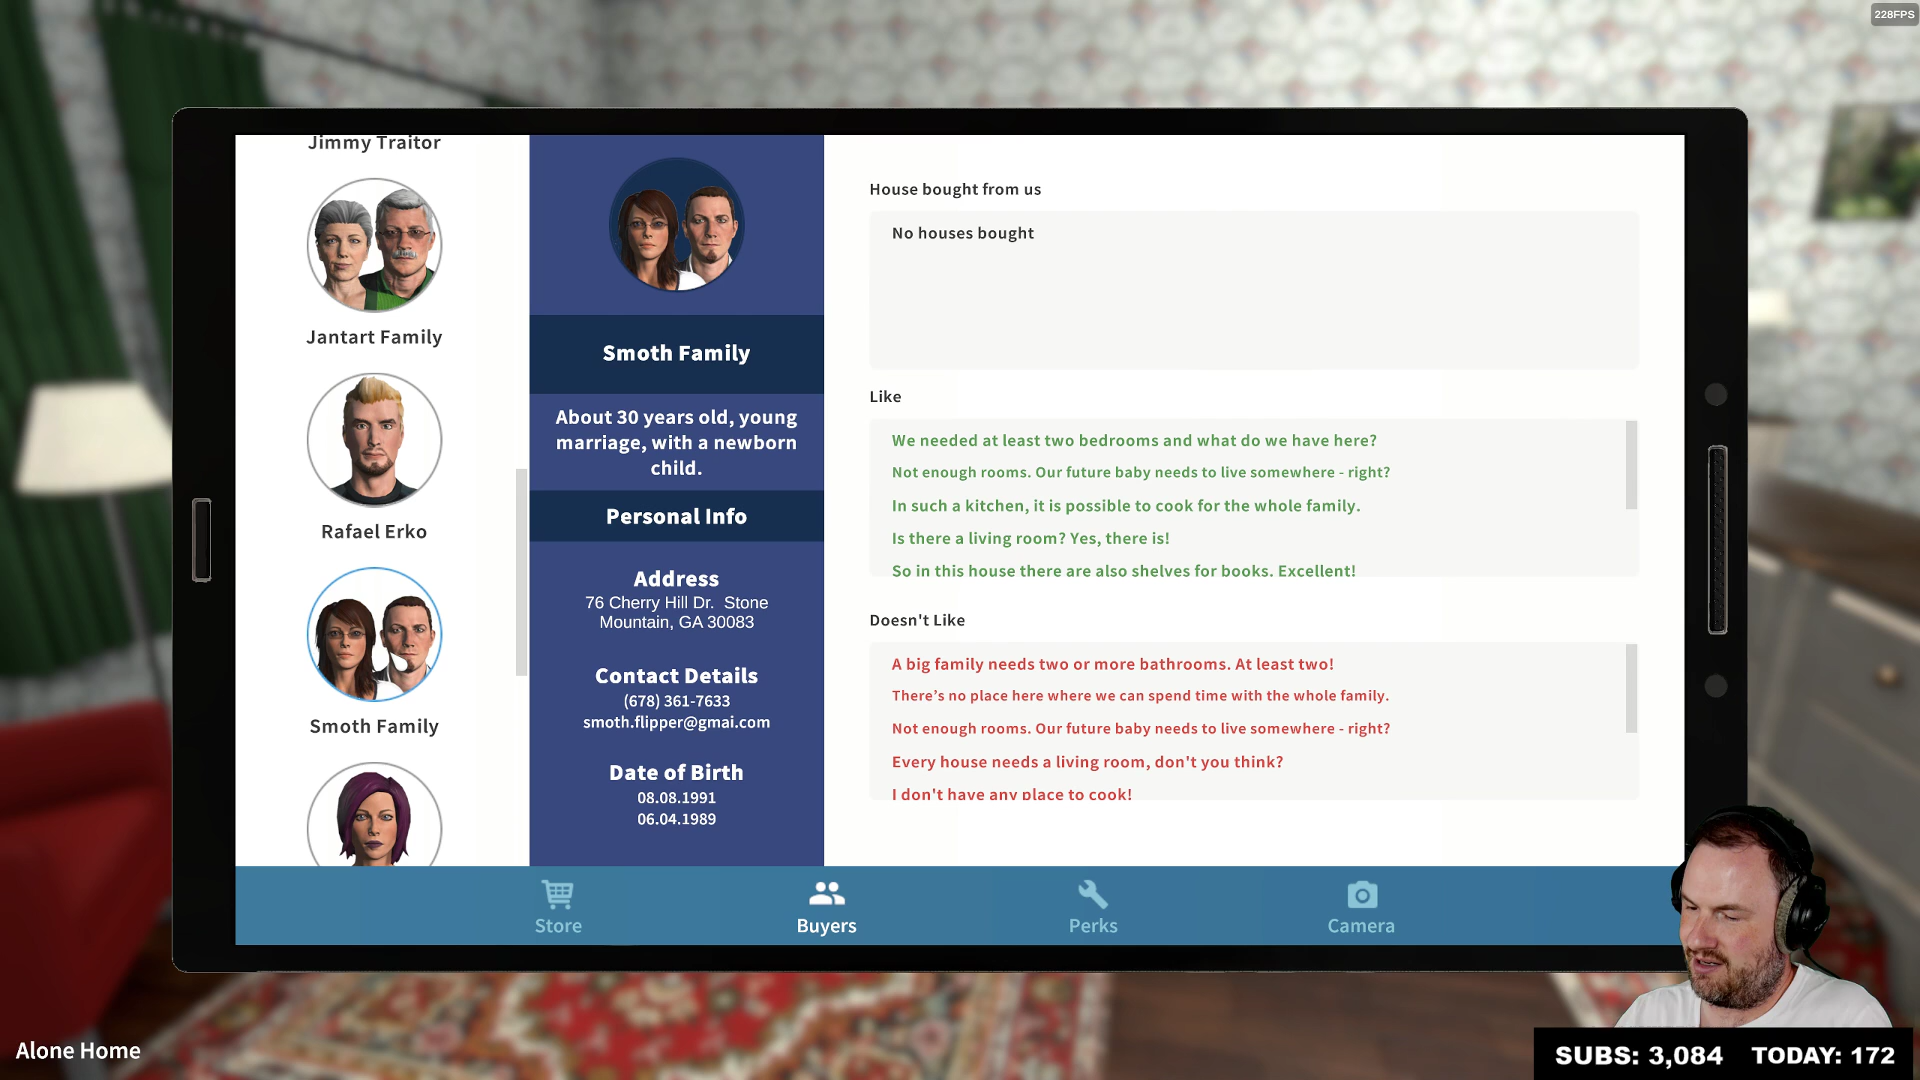 228FPS
Jimmy Traitor
Jantart Family
Rafael Erko
Smoth Family
Smoth Family
About 30 years old, young
marriage, with a newborn
child.
Personal Info
Address
76 Cherry Hill Dr.  Stone
Mountain, GA 30083
Contact Details
(678) 361-7633
smoth.flipper@gmai.com
Date of Birth
08.08.1991
06.04.1989
House bought from us
No houses bought
Like
We needed at least two bedrooms and what do we have here?
Not enough rooms. Our future baby needs to live somewhere - right?
In such a kitchen, it is possible to cook for the whole family.
Is there a living room? Yes, there is!
So in this house there are also shelves for books. Excellent!
Doesn't Like
A big family needs two or more bathrooms. At least two!
There's no place here where we can spend time with the whole family.
Not enough rooms. Our future baby needs to live somewhere - right?
Every house needs a living room, don't you think?
I don't have any place to cook!
Store
Buyers
Perks
Camera
Alone Home
SUBS: 3,084 TODAY: 172